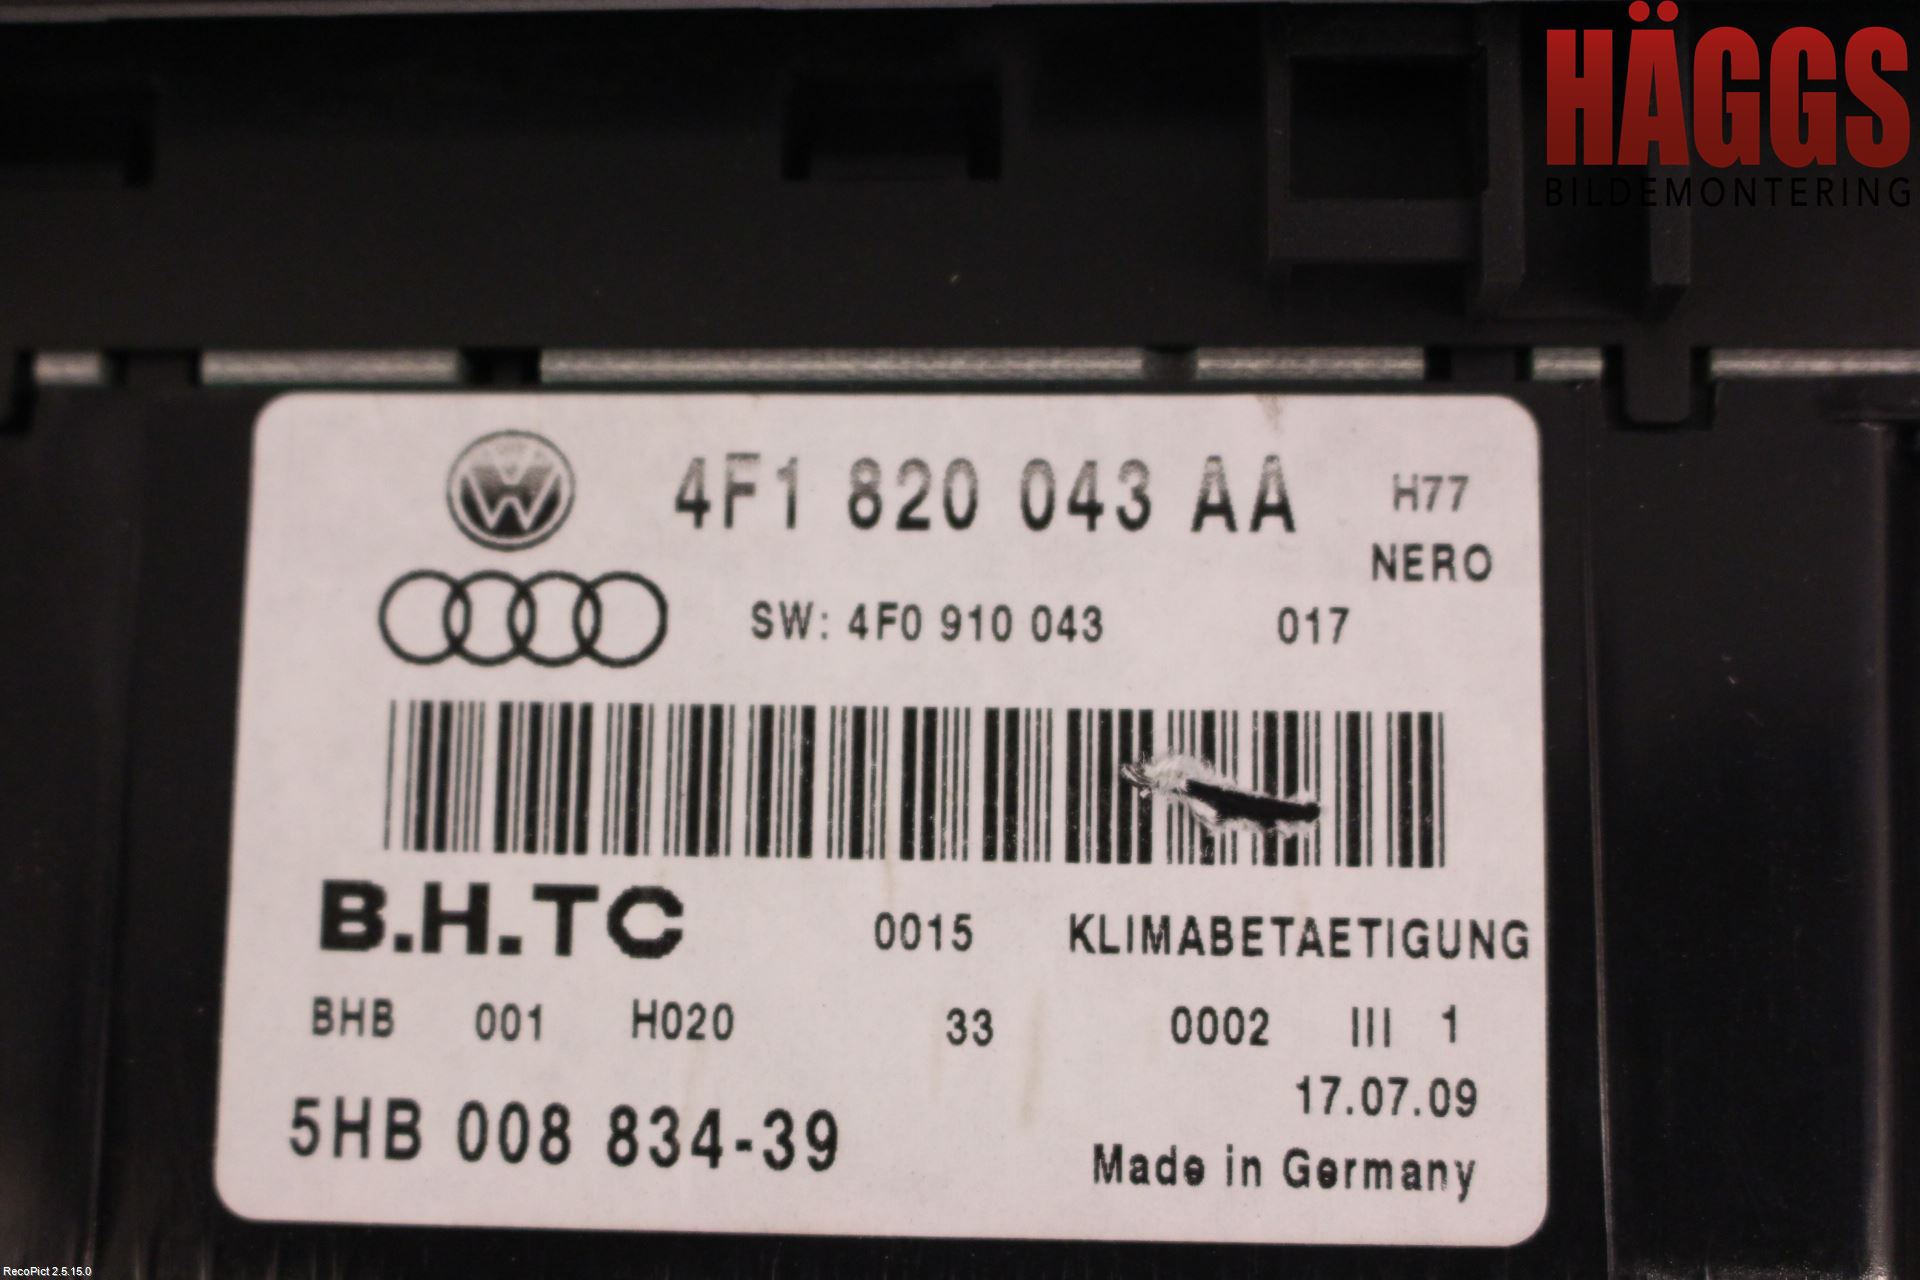 HÄGGS
BILDEMONTERING
4F1 820 043 AA H77
NERO
SW: 4F0 910 043 017
B.H.TC 0015 KLIMABETAETIGUNG
BHB 001 H020 33 0002 III 1
17.07.09
5HB 008 834-39
Made in Germany
RecoPict 2.5.15.0